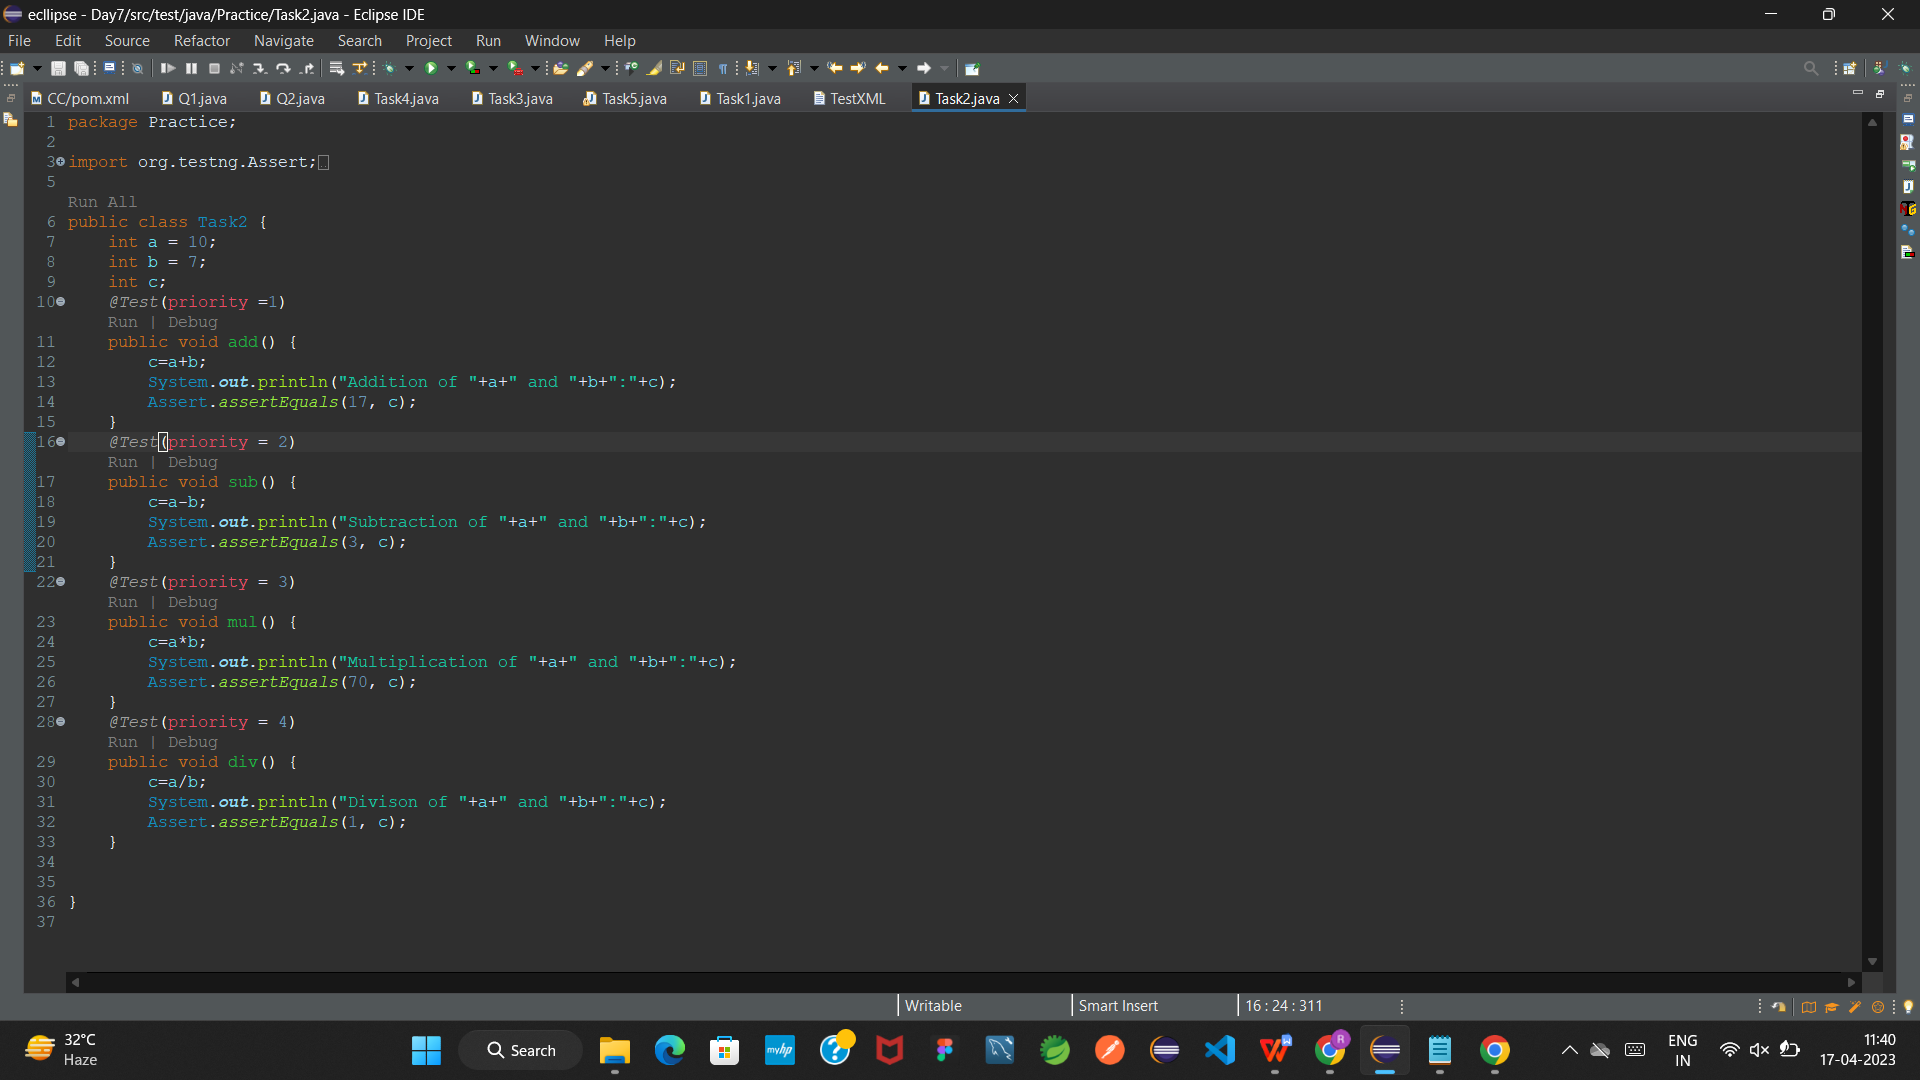 ecllipse - Day7/src/test/java/Practice/Task2.java - Eclipse IDE
File Edit Source Refactor Navigate Search Project Run Window Help
CC/pom.xml Q1.java Q2.java Task4.java Task3.java Task5.java Task1.java TestXML Task2.java
1 package Practice;
2
3 import org.testng.Assert;
5
Run All
6 public class Task2 {
7 int a = 10;
8 int b = 7;
9 int c;
10 @Test(priority =1)
Run | Debug
11 public void add() {
12 c=a+b;
13 System.out.println("Addition of "+a+" and "+b+":"+c);
14 Assert.assertEquals(17, c);
15 }
16 @Test(priority = 2)
Run | Debug
17 public void sub() {
18 c=a-b;
19 System.out.println("Subtraction of "+a+" and "+b+":"+c);
20 Assert.assertEquals(3, c);
21 }
22 @Test(priority = 3)
Run | Debug
23 public void mul() {
24 c=a*b;
25 System.out.println("Multiplication of "+a+" and "+b+":"+c);
26 Assert.assertEquals(70, c);
27 }
28 @Test(priority = 4)
Run | Debug
29 public void div() {
30 c=a/b;
31 System.out.println("Divison of "+a+" and "+b+":"+c);
32 Assert.assertEquals(1, c);
33 }
34
35
36 }
37
Writable Smart Insert 16 : 24 : 311
32°C
Haze
Search
myhp
R
ENG
IN
11:40
17-04-2023